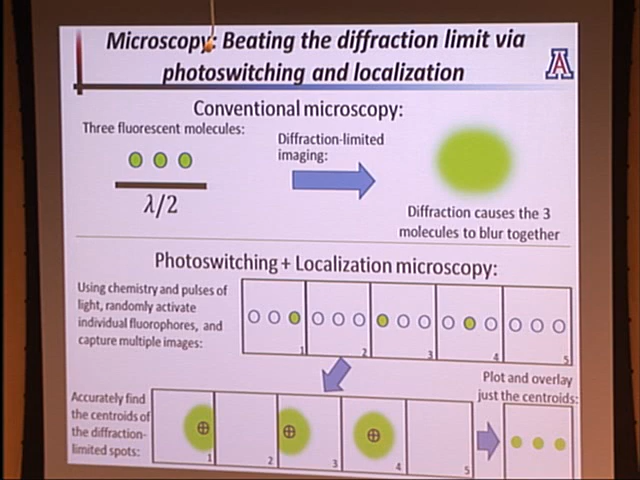 Microscopy: Beating the diffraction limit via
photoswitching and localization
A
Conventional microscopy:
Three fluorescent molecules:
λ/2
Diffraction-limited
imaging:
Diffraction causes the 3
molecules to blur together
Photoswitching + Localization microscopy:
Using chemistry and pulses of
light, randomly activate
individual fluorophores, and
capture multiple images:
1 2 3 4 5
Accurately find
the centroids of
the diffraction-
limited spots:
1 2 3 4 5
Plot and overlay
just the centroids: